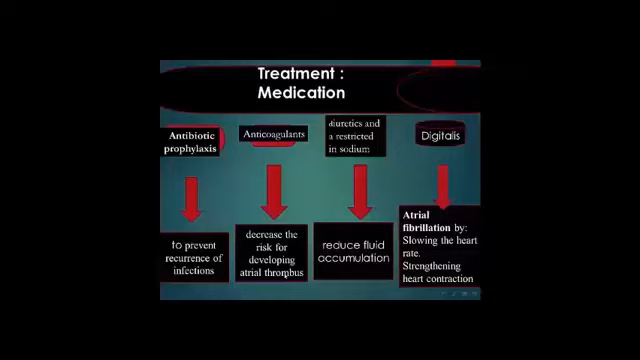 Treatment :
Medication
Antibiotic
prophylaxis
Anticoagulants
diuretics and
a restricted
in sodium
Digitalis
to prevent
recurrence of
infections
decrease the
risk for
developing
atrial thrombus
reduce fluid
accumulation
Atrial
fibrillation by:
Slowing the heart
rate.
Strengthening
heart contraction